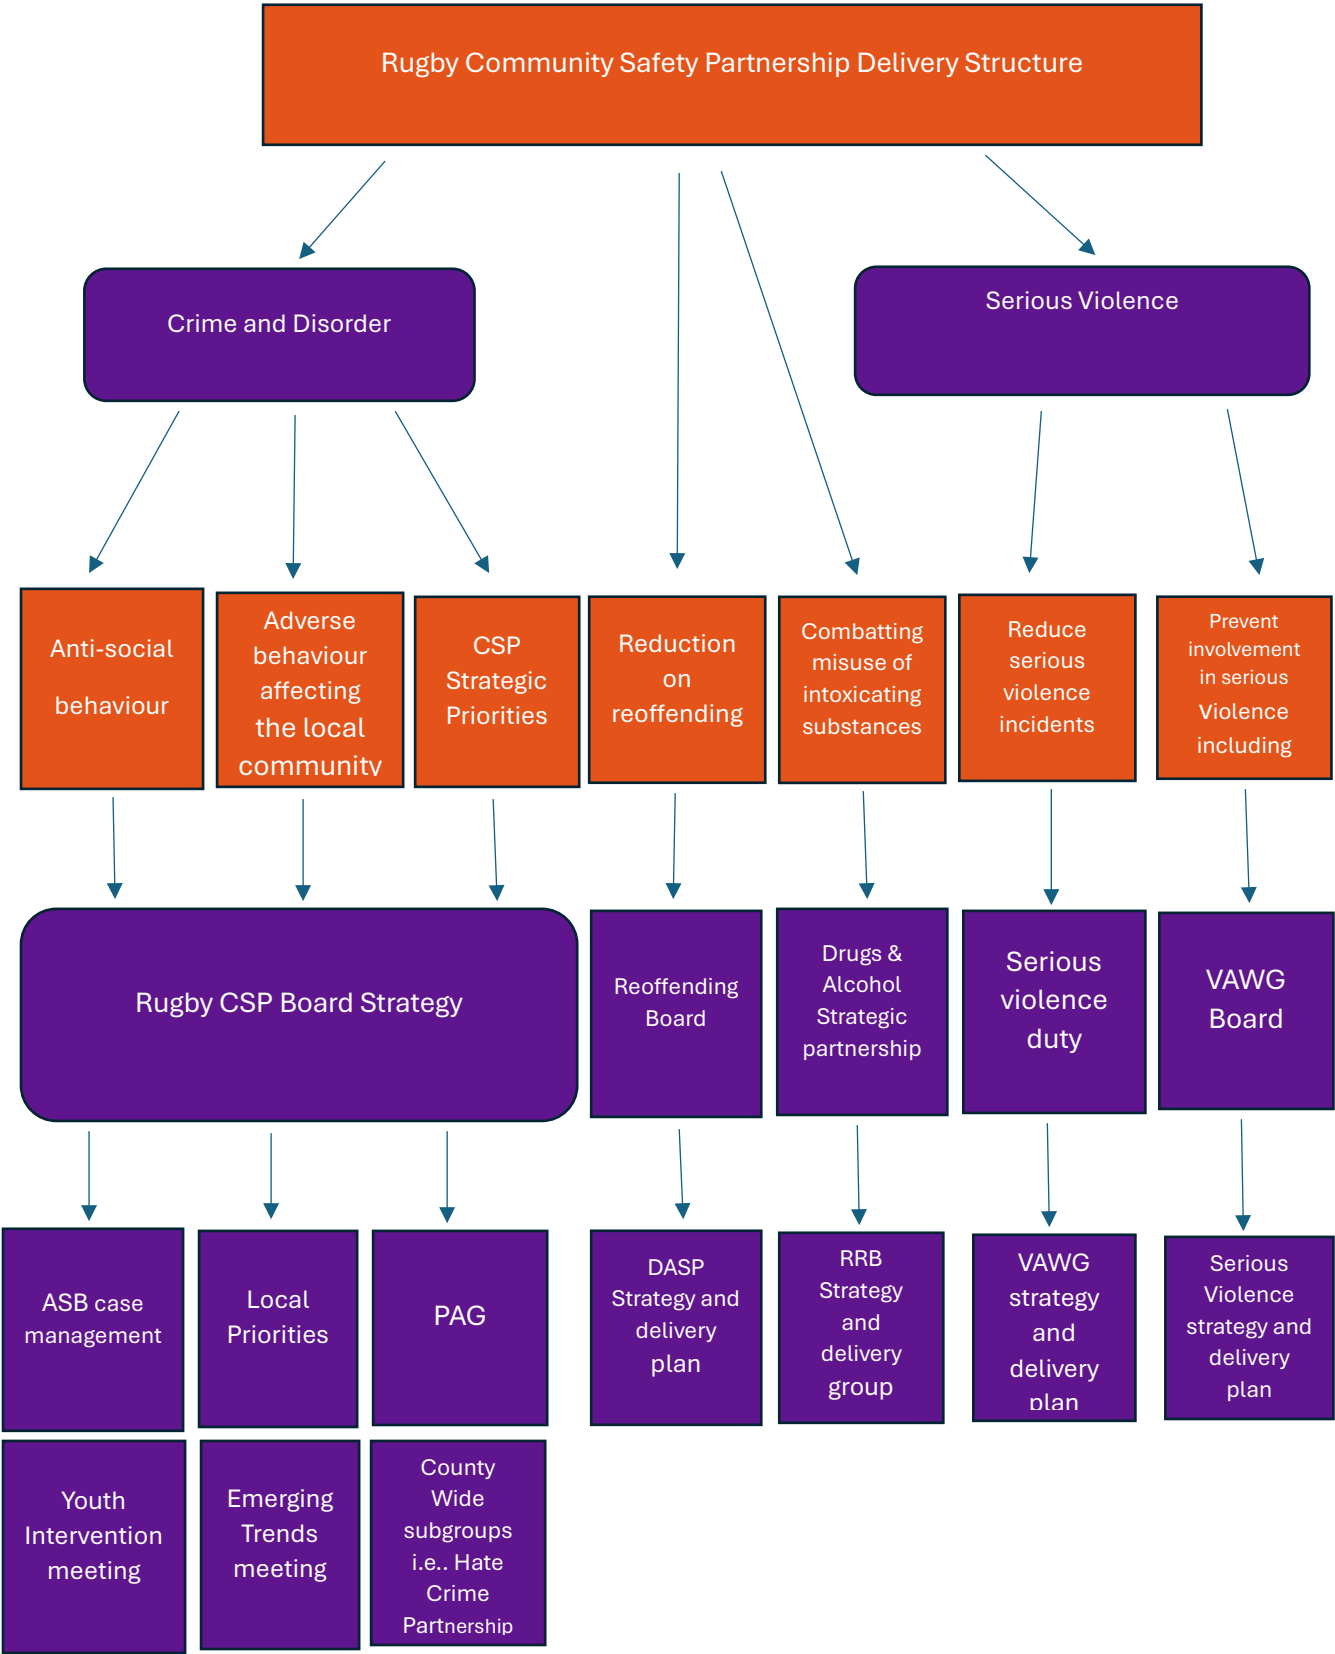 Rugby Community Safety Partnership Delivery Structure
Crime and Disorder
Serious Violence
Anti-social
behaviour
Adverse
behaviour
affecting
the local
community
CSP
Strategic
Priorities
Reduction
on
reoffending
Combatting
misuse of
intoxicating
substances
Reduce
serious
violence
incidents
Prevent
involvement
in serious
Violence
including
Rugby CSP Board Strategy
Reoffending
Board
Drugs &
Alcohol
Strategic
partnership
Serious
violence
duty
VAWG
Board
ASB case
management
Local
Priorities
PAG
DASP
Strategy and
delivery
plan
RRB
Strategy
and
delivery
group
VAWG
strategy
and
delivery
plan
Serious
Violence
strategy and
delivery
plan
Youth
Intervention
meeting
Emerging
Trends
meeting
County
Wide
subgroups
i.e.. Hate
Crime
Partnership